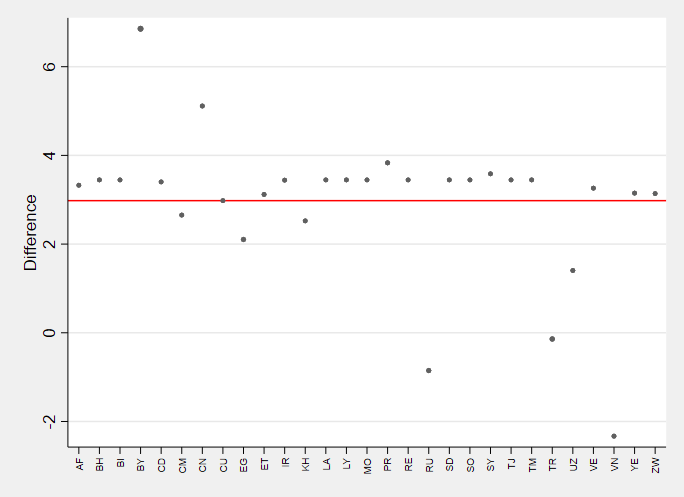 Difference
6
4
2
0
-2
AF BH BI BY CD CM CN CU EG ET IR KH LA LY MO PR RE RU SD SO SY TJ TM TR UZ VE VN YE ZW